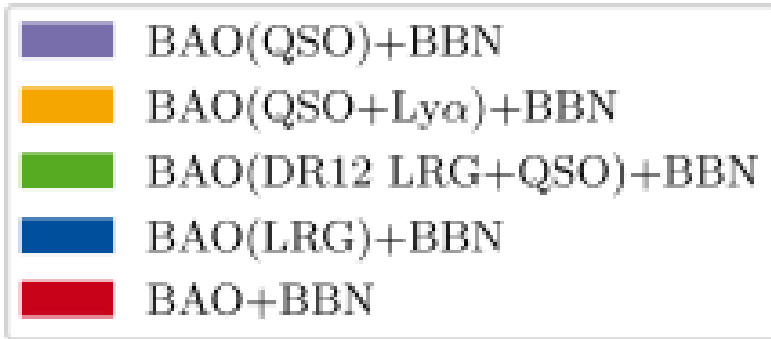 BAO(QSO)+BBN
BAO(QSO+Lyα)+BBN
BAO(DR12 LRG+QSO)+BBN
BAO(LRG)+BBN
BAO+BBN